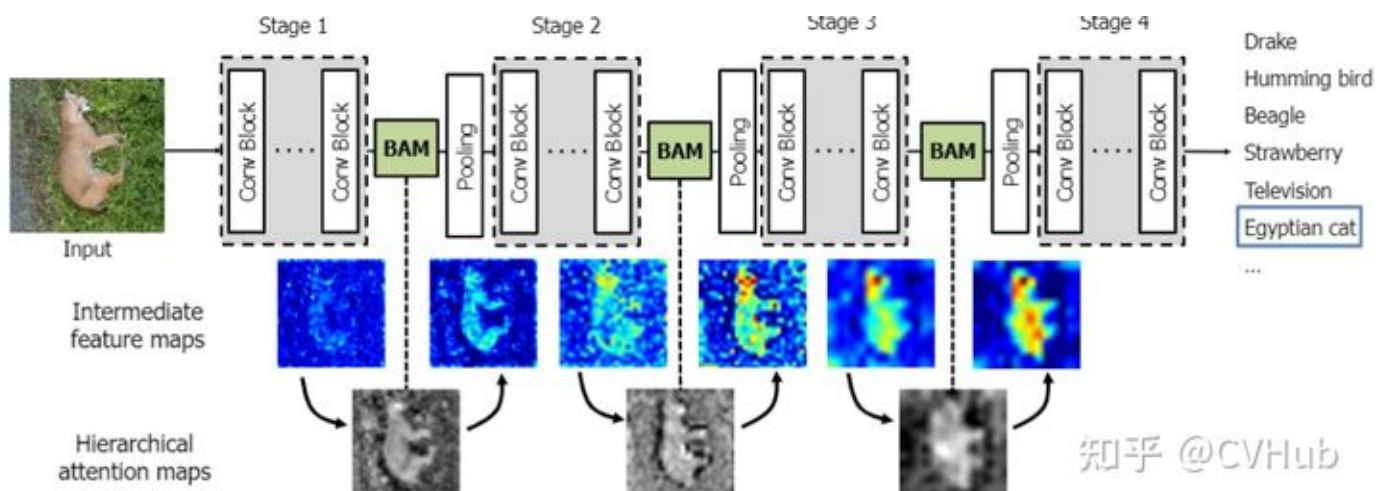 Stage 1
Stage 2
Stage 3
Stage 4
Input
Conv Block
....
Conv Block
BAM
Pooling
Conv Block
....
Conv Block
BAM
Pooling
Conv Block
....
Conv Block
BAM
Pooling
Conv Block
....
Conv Block
Drake
Humming bird
Beagle
Strawberry
Television
Egyptian cat
...
Intermediate
feature maps
Hierarchical
attention maps
知乎 @CVHub